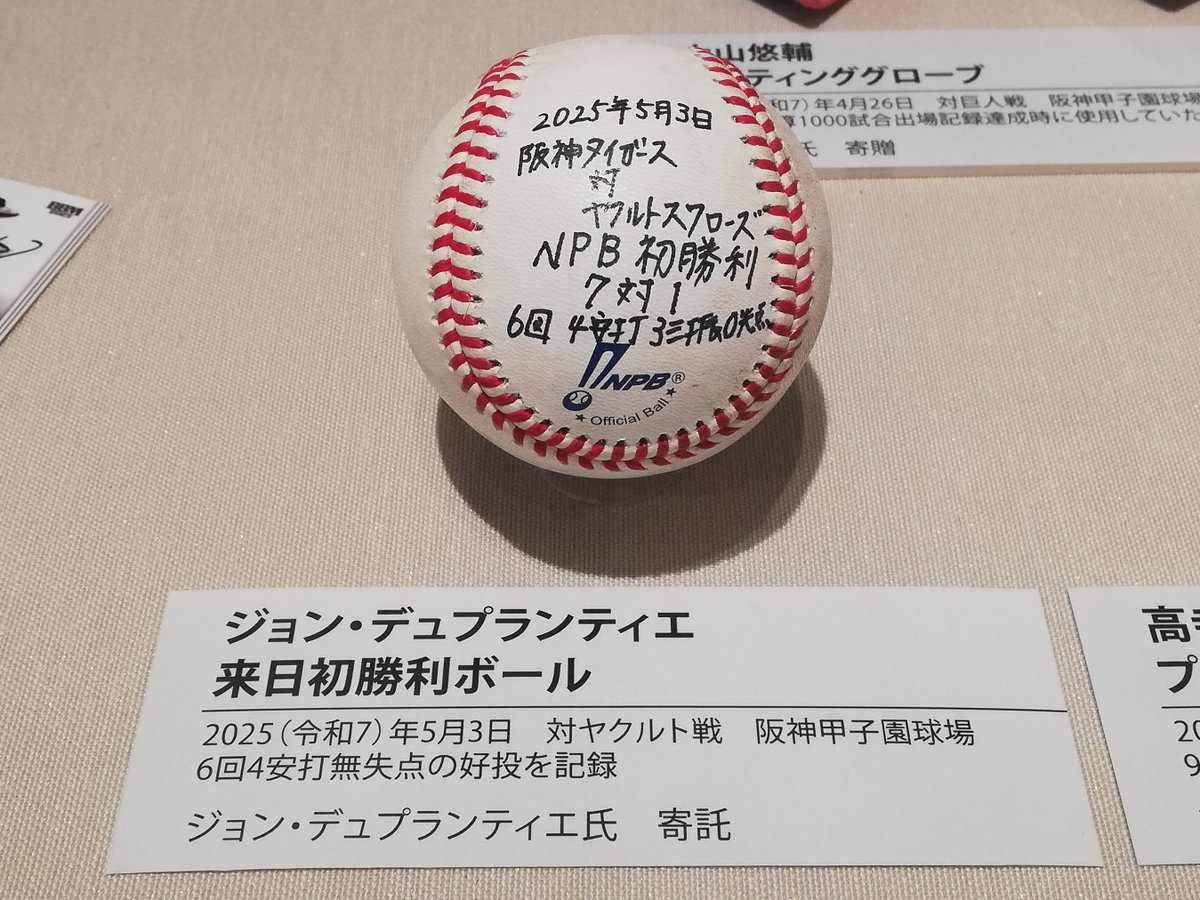 2025年5月3日
阪神タイガース
対
ヤクルトスワローズ
NPB 初勝利
7対1
6回 4安打 3三振 0失点
NPB®
★ Official Ball ★
山悠輔
ティンググローブ
和7)年4月26日 対巨人戦 阪神甲子園球場
算1000試合出場記録達成時に使用していた
氏 寄贈
ジョン・デュプランティエ
来日初勝利ボール
2025(令和7)年5月3日 対ヤクルト戦 阪神甲子園球場
6回4安打無失点の好投を記録
ジョン・デュプランティエ氏 寄託
高
プ
20
9